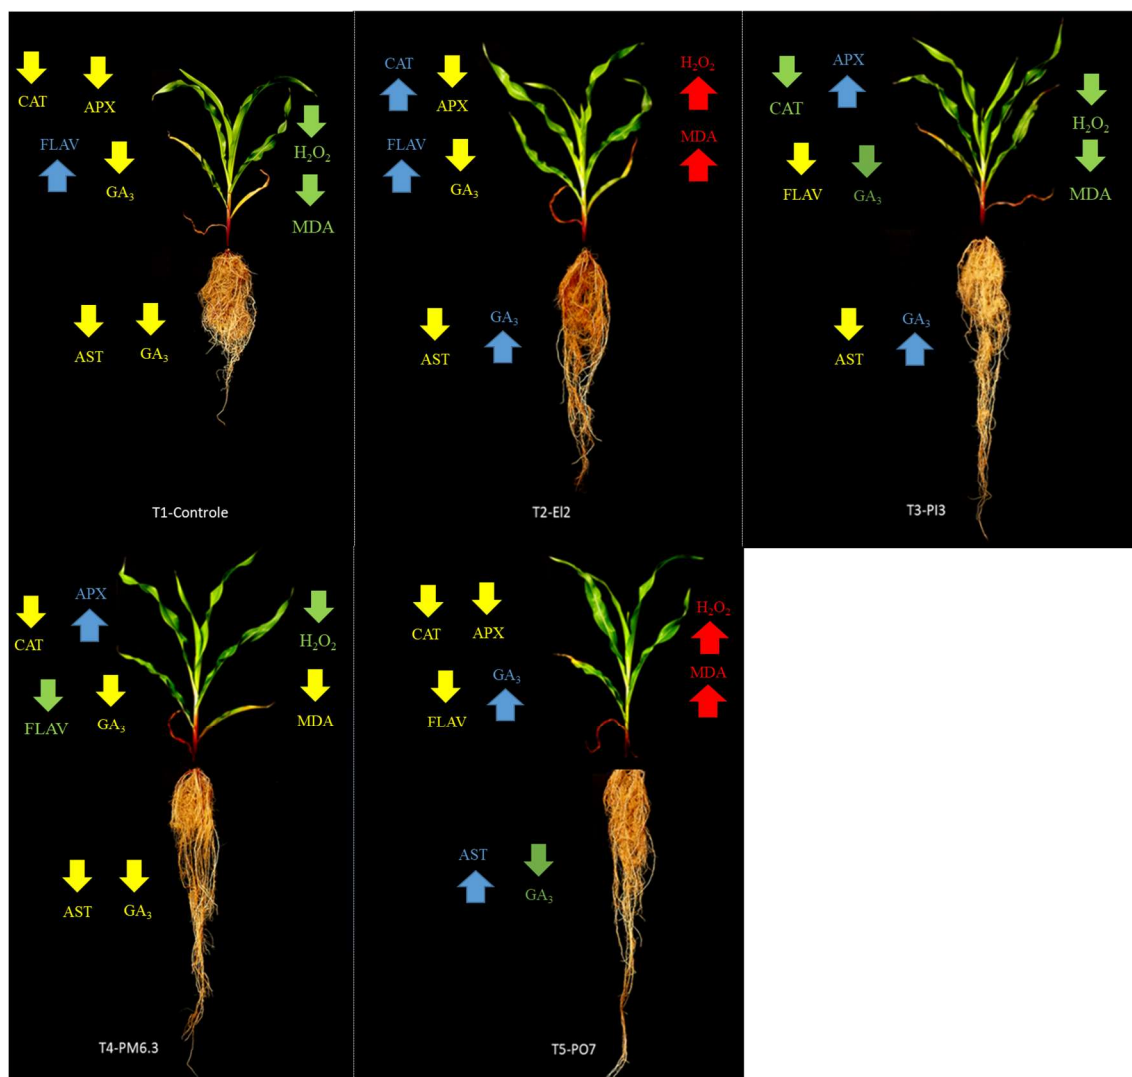 CAT APX
FLAV GA₃
H₂O₂
MDA
AST GA₃
T1-Controle
CAT APX
FLAV GA₃
H₂O₂
MDA
AST GA₃
T2-EI2
CAT APX
FLAV GA₃
H₂O₂
MDA
AST GA₃
T3-PI3
CAT APX
FLAV GA₃
H₂O₂
MDA
AST GA₃
T4-PM6.3
CAT APX
FLAV GA₃
H₂O₂
MDA
AST GA₃
T5-PO7